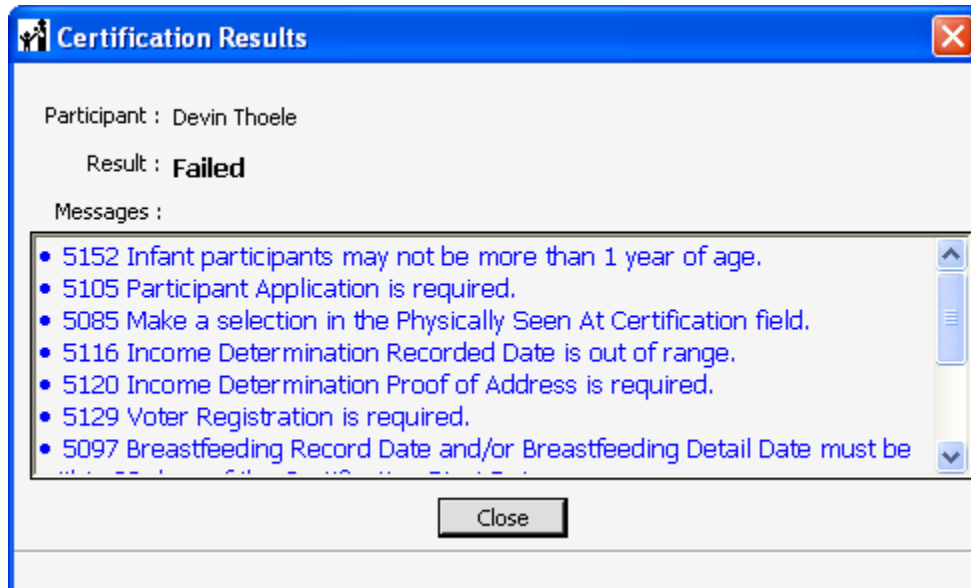 Certification Results
Participant : Devin Thoele
Result : Failed
Messages :
• 5152 Infant participants may not be more than 1 year of age.
• 5105 Participant Application is required.
• 5085 Make a selection in the Physically Seen At Certification field.
• 5116 Income Determination Recorded Date is out of range.
• 5120 Income Determination Proof of Address is required.
• 5129 Voter Registration is required.
• 5097 Breastfeeding Record Date and/or Breastfeeding Detail Date must be
Close